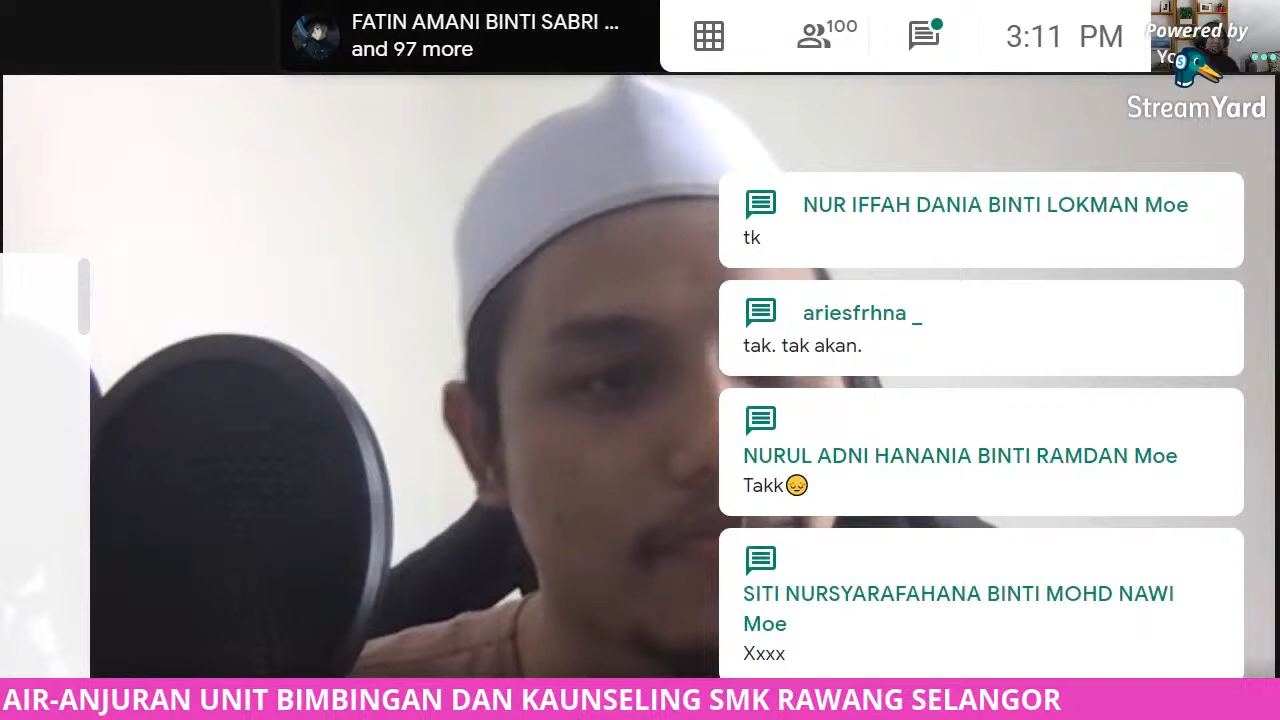 FATIN AMANI BINTI SABRI ...
and 97 more
100
3:11 PM
Powered by
StreamYard
NUR IFFAH DANIA BINTI LOKMAN Moe
tk
ariesfrhna _
tak. tak akan.
NURUL ADNI HANANIA BINTI RAMDAN Moe
Takk😔
SITI NURSYARAFAHANA BINTI MOHD NAWI
Moe
Xxxx
AIR-ANJURAN UNIT BIMBINGAN DAN KAUNSELING SMK RAWANG SELANGOR